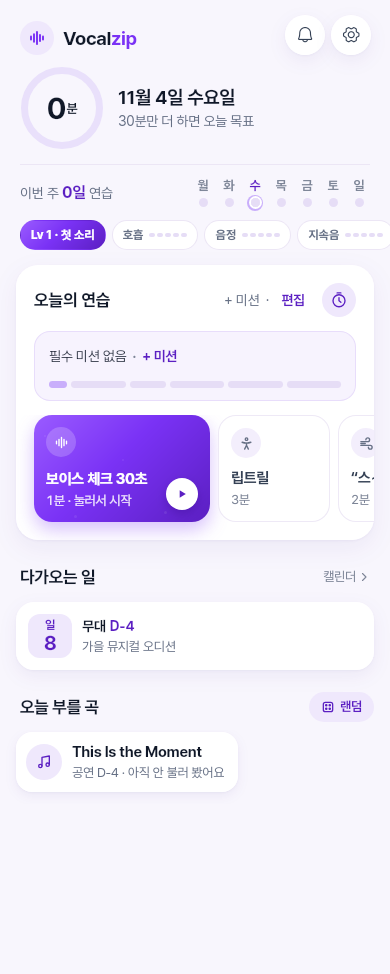 Vocalzip
0분
11월 4일 수요일
30분만 더 하면 오늘 목표
이번 주 0일 연습
월 화 수 목 금 토 일
Lv 1 · 첫 소리
호흡
음정
지속음
오늘의 연습
+ 미션 · 편집
필수 미션 없음 · + 미션
보이스 체크 30초
1분 · 눌러서 시작
립트릴
3분
2분
다가오는 일
캘린더
일
8
무대 D-4
가을 뮤지컬 오디션
오늘 부를 곡
랜덤
This Is the Moment
공연 D-4 · 아직 안 불러 봤어요